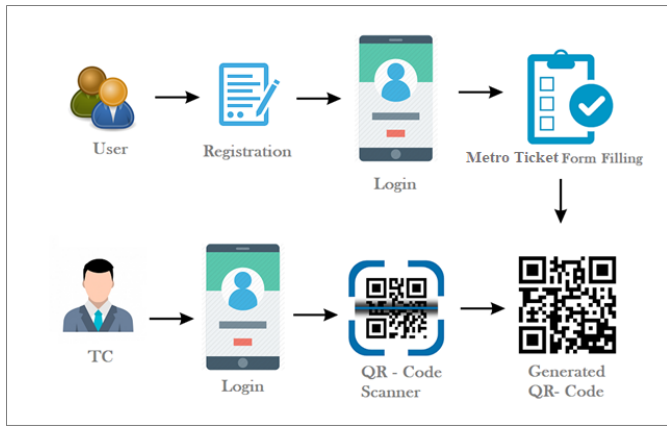 User
Registration
Login
Metro Ticket Form Filling
TC
Login
QR - Code
Scanner
Generated
QR- Code